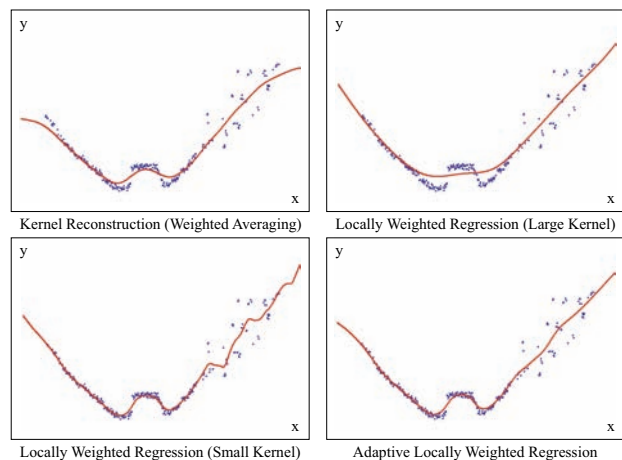 y
x
Kernel Reconstruction (Weighted Averaging)
y
x
Locally Weighted Regression (Large Kernel)
y
x
Locally Weighted Regression (Small Kernel)
y
x
Adaptive Locally Weighted Regression